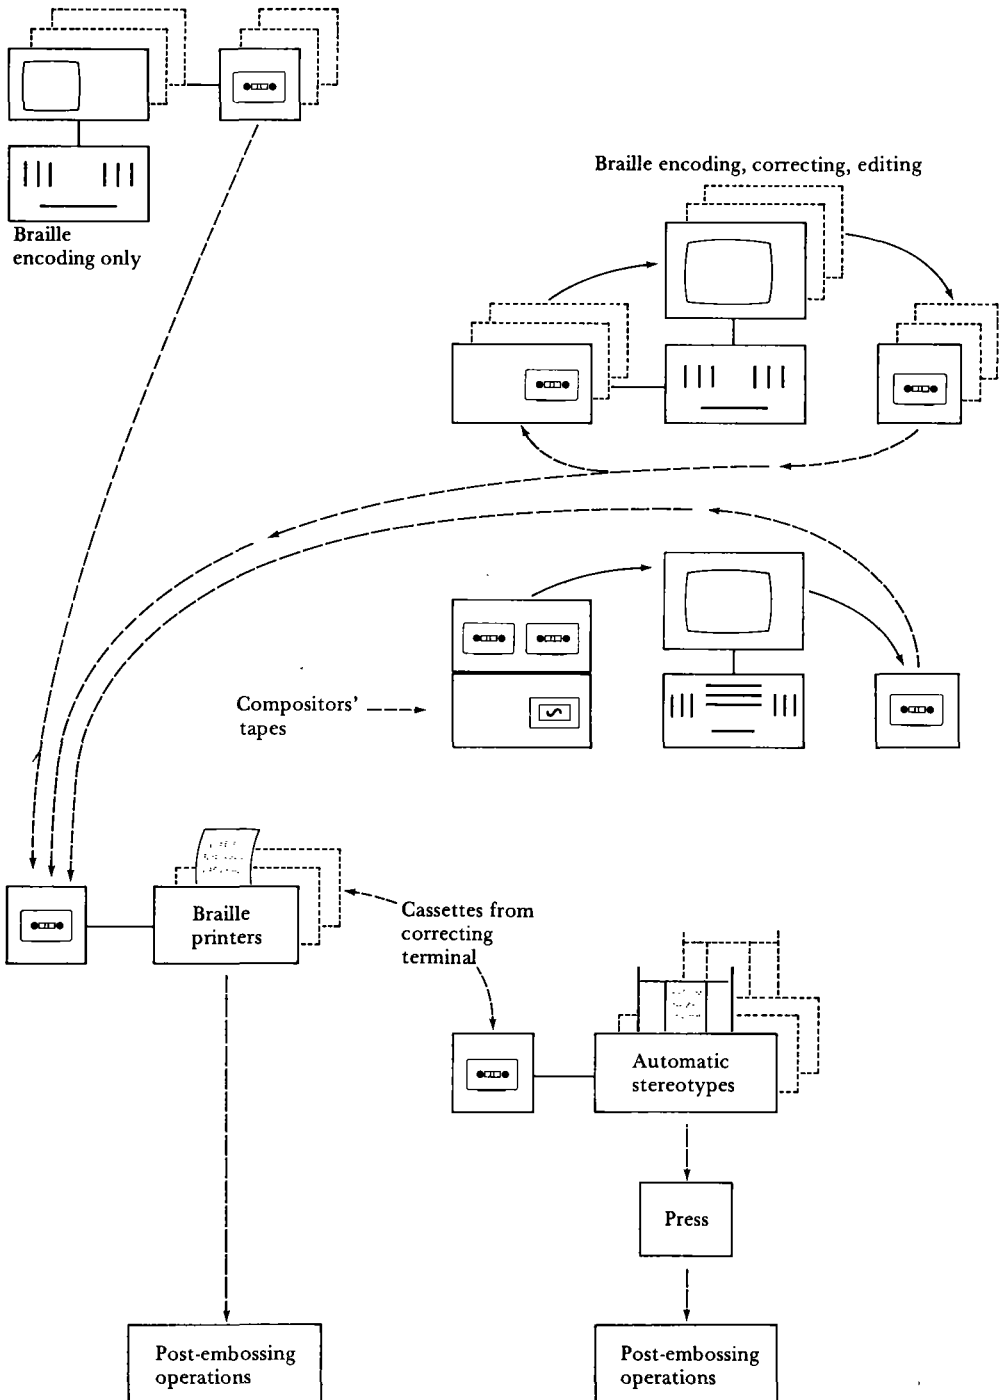 Braille encoding, correcting, editing
Braille
encoding only
Compositors'
tapes
Braille
printers
Cassettes from
correcting
terminal
Automatic
stereotypes
Press
Post-embossing
operations
Post-embossing
operations